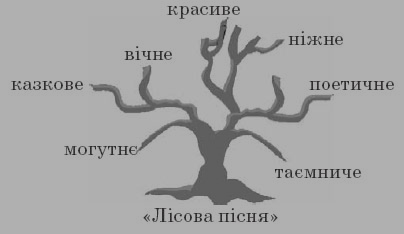 красиве
ніжне
вічне
казкове
поетичне
могутнє
таємниче
«Лісова пісня»